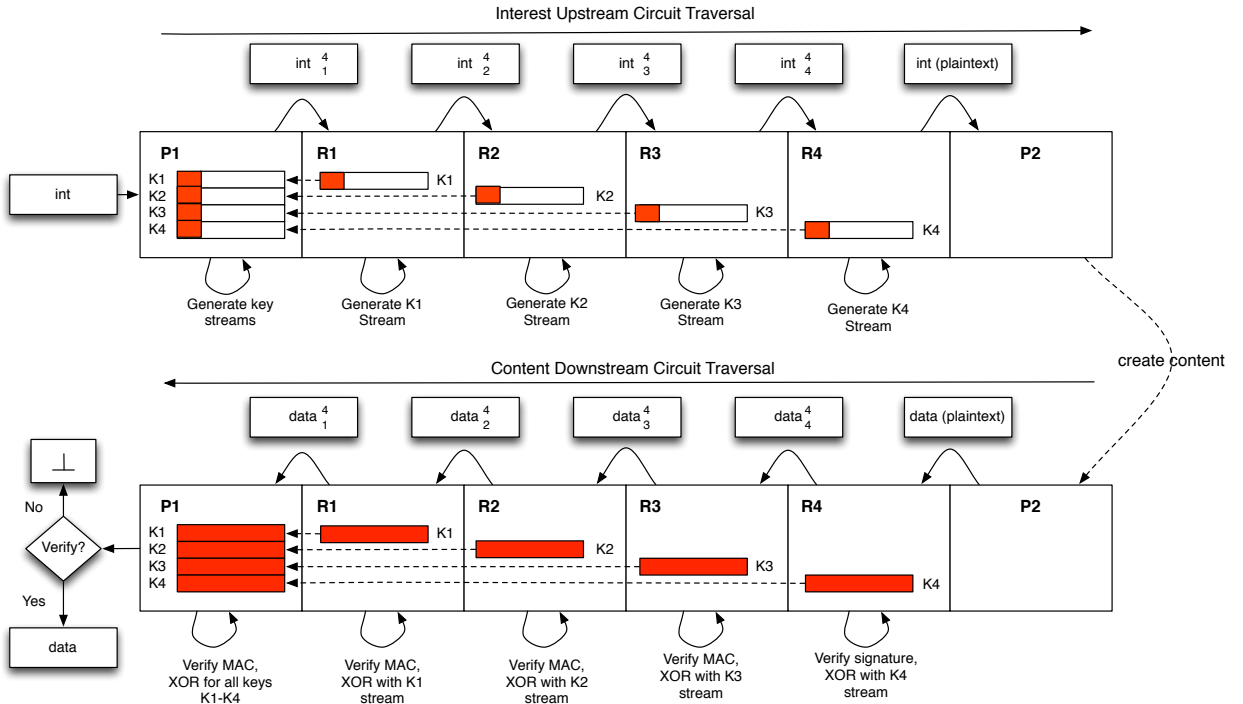 Interest Upstream Circuit Traversal
int 4 1
int 4 2
int 4 3
int 4 4
int (plaintext)
P1
R1
R2
R3
R4
P2
int
K1
K2
K3
K4
K1
K2
K3
K4
Generate key
streams
Generate K1
Stream
Generate K2
Stream
Generate K3
Stream
Generate K4
Stream
create content
Content Downstream Circuit Traversal
data 4 1
data 4 2
data 4 3
data 4 4
data (plaintext)
⊥
No
Verify?
Yes
data
P1
R1
R2
R3
R4
P2
K1
K2
K3
K4
K1
K2
K3
K4
Verify MAC,
XOR for all keys
K1-K4
Verify MAC,
XOR with K1
stream
Verify MAC,
XOR with K2
stream
Verify MAC,
XOR with K3
stream
Verify signature,
XOR with K4
stream